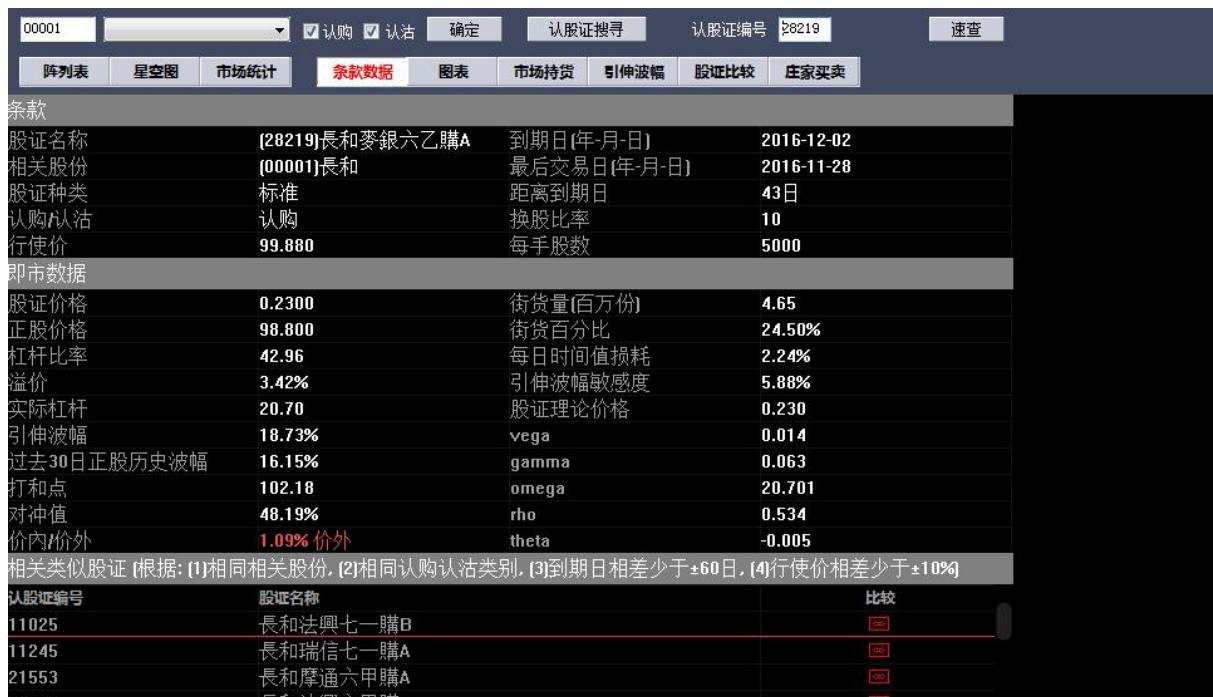 00001 认购 认沽 确定 认股证搜寻 认股证编号 28219 速查
阵列表 星空图 市场统计 条款数据 图表 市场持货 引伸波幅 股证比较 庄家买卖
条款
股证名称 (28219)長和麥銀六乙購A 到期日(年-月-日) 2016-12-02
相关股份 (00001)長和 最后交易日(年-月-日) 2016-11-28
股证种类 标准 距离到期日 43日
认购/认沽 认购 换股比率 10
行使价 99.880 每手股数 5000
即市数据
股证价格 0.2300 街货量(百万份) 4.65
正股价格 98.800 街货百分比 24.50%
杠杆比率 42.96 每日时间值损耗 2.24%
溢价 3.42% 引伸波幅敏感度 5.88%
实际杠杆 20.70 股证理论价格 0.230
引伸波幅 18.73% vega 0.014
过去30日正股历史波幅 16.15% gamma 0.063
打和点 102.18 omega 20.701
对冲值 48.19% rho 0.534
价内/价外 1.09% 价外 theta -0.005
相关类似股证 (根据: (1)相同相关股份, (2)相同认购认沽类别, (3)到期日相差少于±60日, (4)行使价相差少于±10%)
认股证编号 股证名称 比较
11025 長和法興七一購B
11245 長和瑞信七一購A
21553 長和摩通六甲購A